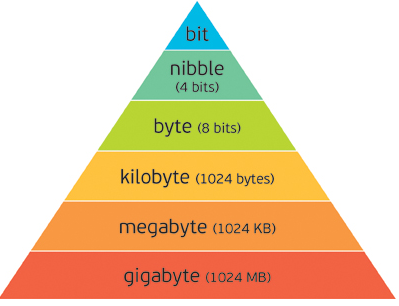 bit
nibble
(4 bits)
byte (8 bits)
kilobyte (1024 bytes)
megabyte (1024 KB)
gigabyte (1024 MB)